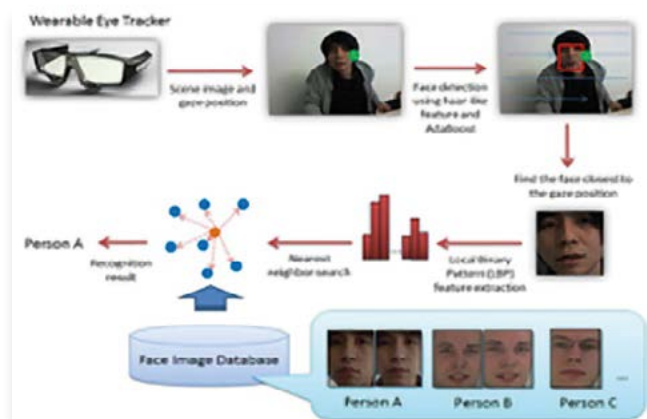 Wearable Eye Tracker
Scene image and
gaze position
Face detection
using haar-like
feature and
AdaBoost
Find the face closed to
the gaze position
Person A
Recognition
result
Nearest
neighbor search
...
Local Binary
Pattern (LBP)
feature extraction
Face Image Database
Person A
Person B
Person C
...